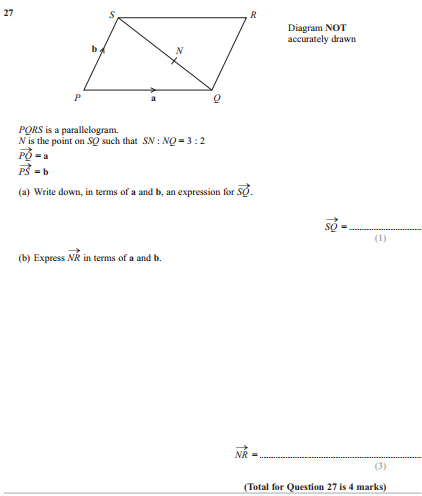 27
S
R
Diagram NOT
accurately drawn
b
N
P
a
Q
PQRS is a parallelogram.
N is the point on SQ such that SN : NQ = 3 : 2
PQ = a
PS = b
(a) Write down, in terms of a and b, an expression for SQ.
SQ = ....................................
(1)
(b) Express NR in terms of a and b.
NR = ....................................
(3)
(Total for Question 27 is 4 marks)